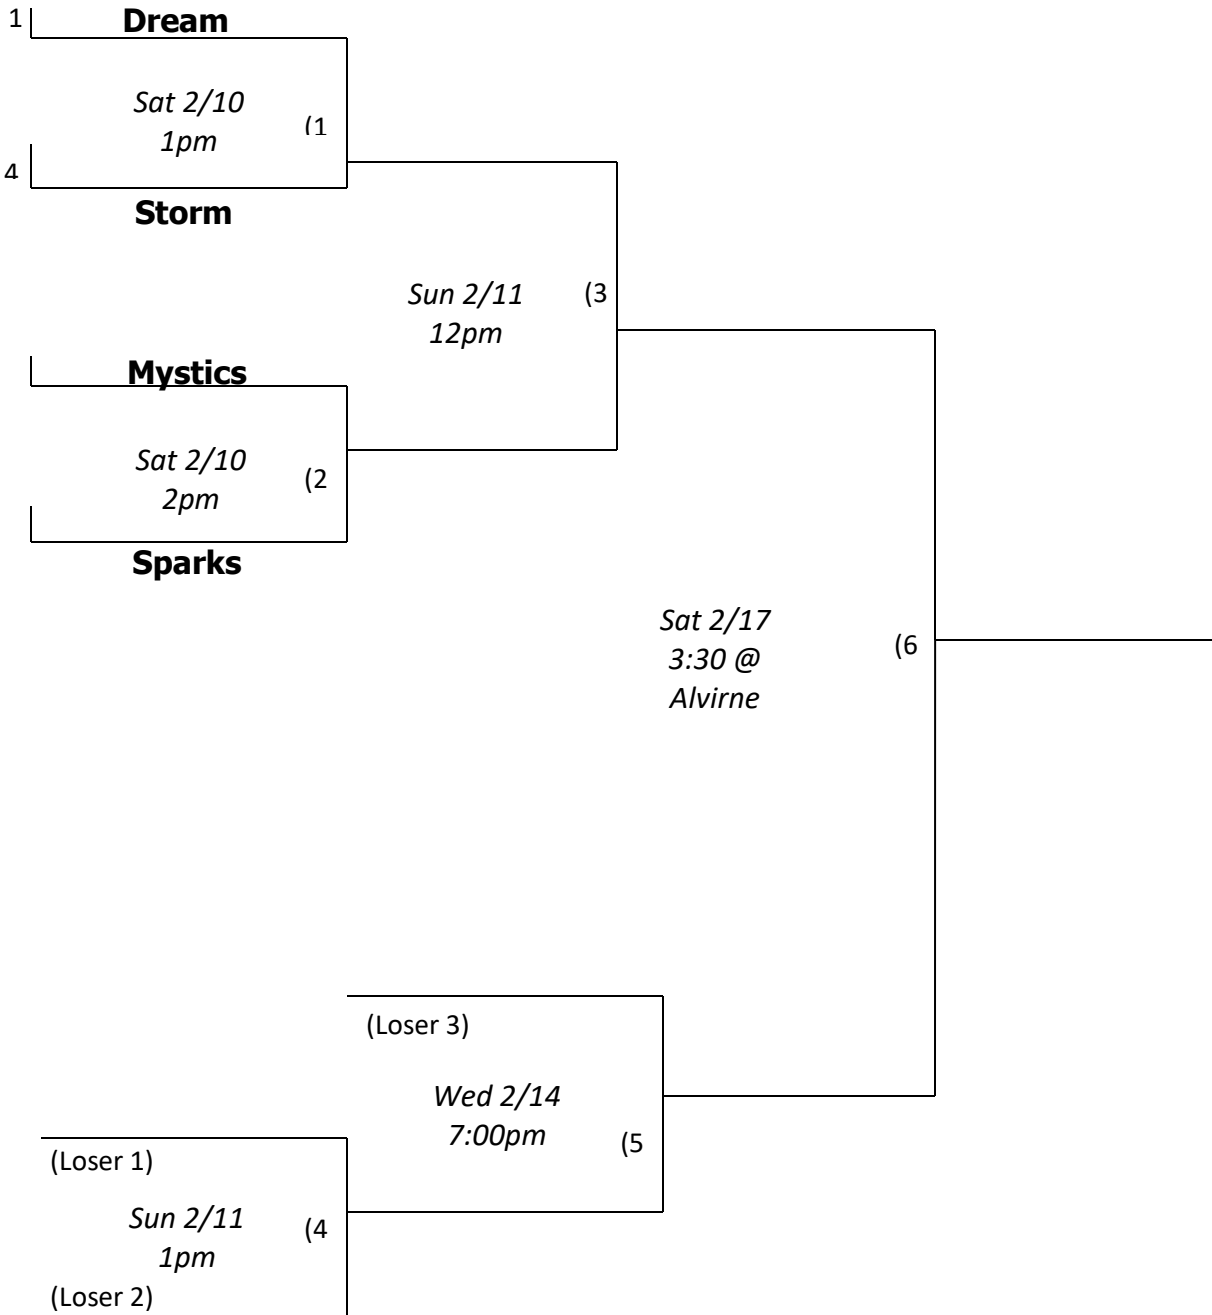 1
Dream
Sat 2/10
1pm
(1
4
Storm
Sun 2/11
12pm
(3
Mystics
Sat 2/10
2pm
(2
Sparks
Sat 2/17
3:30 @
Alvirne
(6
(Loser 3)
Wed 2/14
7:00pm
(5
(Loser 1)
Sun 2/11
1pm
(4
(Loser 2)